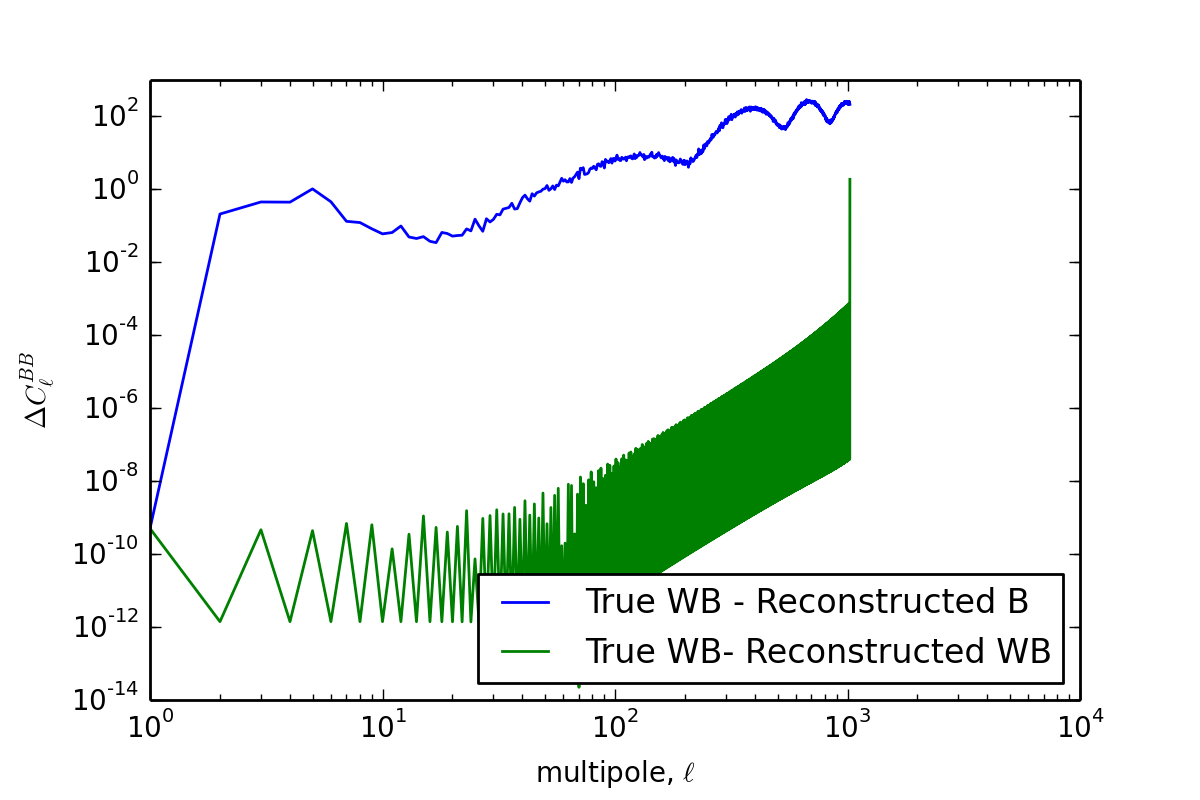 10^2
10^0
10^-2
10^-4
10^-6
10^-8
10^-10
10^-12
10^-14
ΔC_ℓ^BB
True WB - Reconstructed B
True WB- Reconstructed WB
10^0 10^1 10^2 10^3 10^4
multipole, ℓ